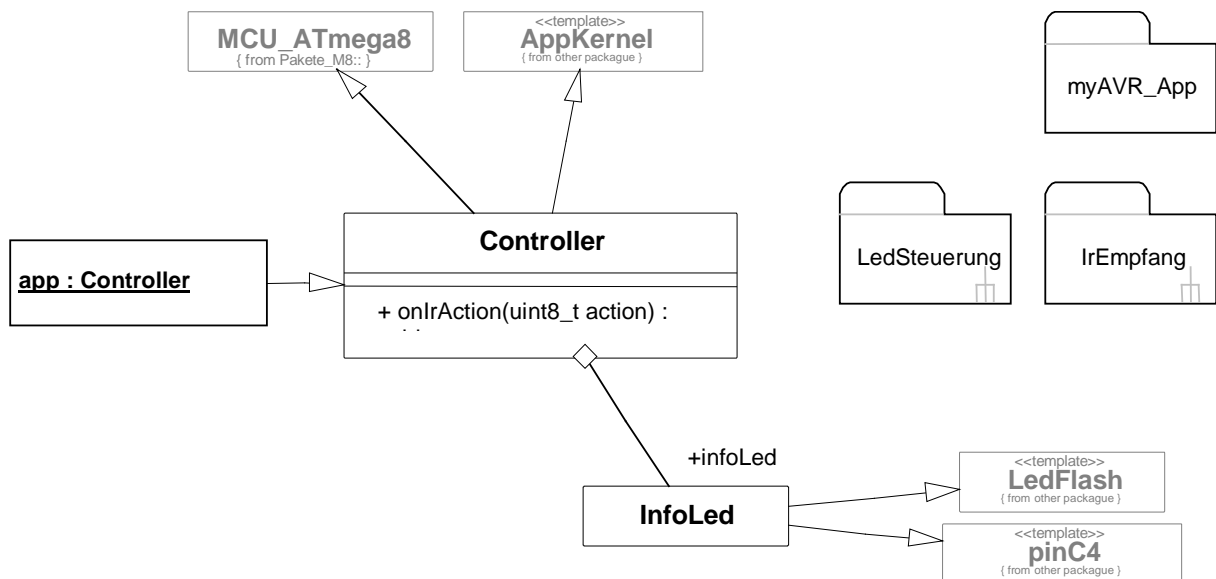 MCU_ATmega8
{ from Pakete_M8:: }
<<template>>
AppKernel
{ from other packague }
myAVR_App
Controller
+ onIrAction(uint8_t action) :
app : Controller
LedSteuerung
IrEmpfang
+infoLed
InfoLed
<<template>>
LedFlash
{ from other packague }
<<template>>
pinC4
{ from other packague }